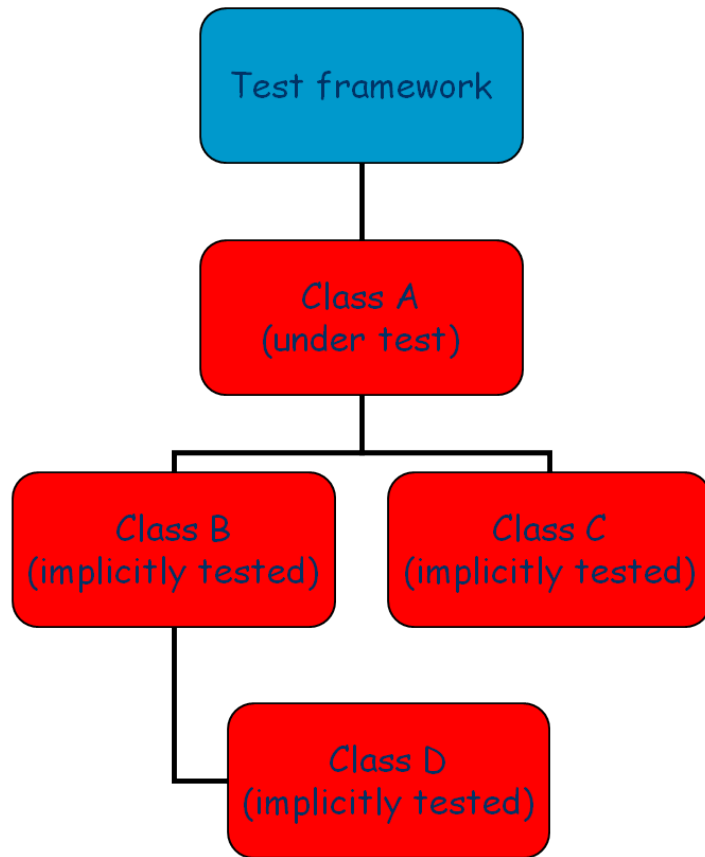 Test framework
Class A
(under test)
Class B
(implicitly tested)
Class C
(implicitly tested)
Class D
(implicitly tested)